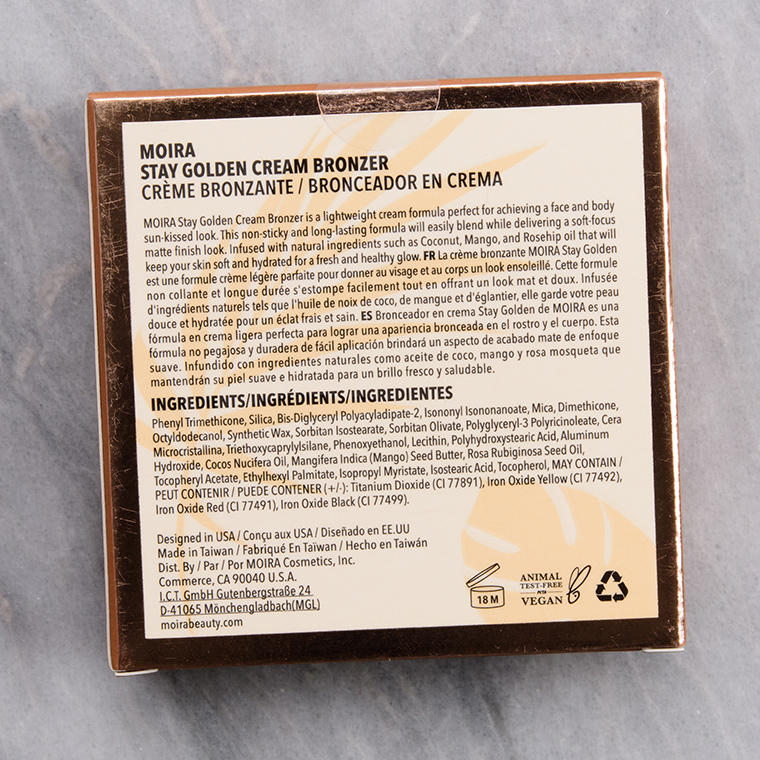 MOIRA
STAY GOLDEN CREAM BRONZER
CRÈME BRONZANTE / BRONCEADOR EN CREMA
MOIRA Stay Golden Cream Bronzer is a lightweight cream formula perfect for achieving a face and body
sun-kissed look. This non-sticky and long-lasting formula will easily blend while delivering a soft-focus
matte finish look. Infused with natural ingredients such as Coconut, Mango, and Rosehip oil that will
keep your skin soft and hydrated for a fresh and healthy glow. FR La crème bronzante MOIRA Stay Golden
est une formule crème légère parfaite pour donner au visage et au corps un look ensoleillé. Cette formule
non collante et longue durée s'estompe facilement tout en offrant un look mat et doux. Infusée
d'ingrédients naturels tels que l'huile de noix de coco, de mangue et d'églantier, elle garde votre peau
douce et hydratée pour un éclat frais et sain. ES Bronceador en crema Stay Golden de MOIRA es una
fórmula en crema ligera perfecta para lograr una apariencia bronceada en el rostro y el cuerpo. Esta
fórmula no pegajosa y duradera de fácil aplicación brindará un aspecto de acabado mate de enfoque
suave. Infundido con ingredientes naturales como aceite de coco, mango y rosa mosqueta que
mantendrán su piel suave e hidratada para un brillo fresco y saludable.
INGREDIENTS/INGRÉDIENTS/INGREDIENTES
Phenyl Trimethicone, Silica, Bis-Diglyceryl Polyacyladipate-2, Isononyl Isononanoate, Mica, Dimethicone,
Octyldodecanol, Synthetic Wax, Sorbitan Isostearate, Sorbitan Olivate, Polyglyceryl-3 Polyricinoleate, Cera
Microcristallina, Triethoxycaprylylsilane, Phenoxyethanol, Lecithin, Polyhydroxystearic Acid, Aluminum
Hydroxide, Cocos Nucifera Oil, Mangifera Indica (Mango) Seed Butter, Rosa Rubiginosa Seed Oil,
Tocopheryl Acetate, Ethylhexyl Palmitate, Isopropyl Myristate, Isostearic Acid, Tocopherol, MAY CONTAIN /
PEUT CONTENIR / PUEDE CONTENER (+/-): Titanium Dioxide (CI 77891), Iron Oxide Yellow (CI 77492),
Iron Oxide Red (CI 77491), Iron Oxide Black (CI 77499).
Designed in USA / Conçu aux USA / Diseñado en EE.UU
Made in Taiwan / Fabriqué En Taïwan / Hecho en Taiwán
Dist. By / Par / Por MOIRA Cosmetics, Inc.
Commerce, CA 90040 U.S.A.
I.C.T. GmbH Gutenbergstraße 24
D-41065 Mönchengladbach(MGL)
moirabeauty.com
18 M
ANIMAL
TEST-FREE
PETA
VEGAN